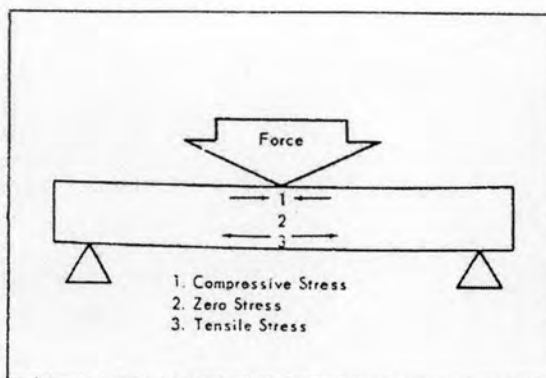 Force
1
2
3
1. Compressive Stress
2. Zero Stress
3. Tensile Stress